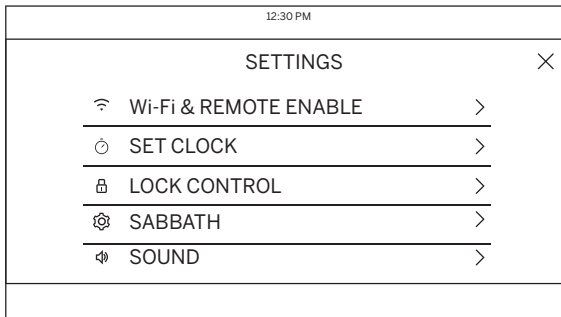 12:30 PM
SETTINGS
Wi-Fi & REMOTE ENABLE
SET CLOCK
LOCK CONTROL
SABBATH
SOUND